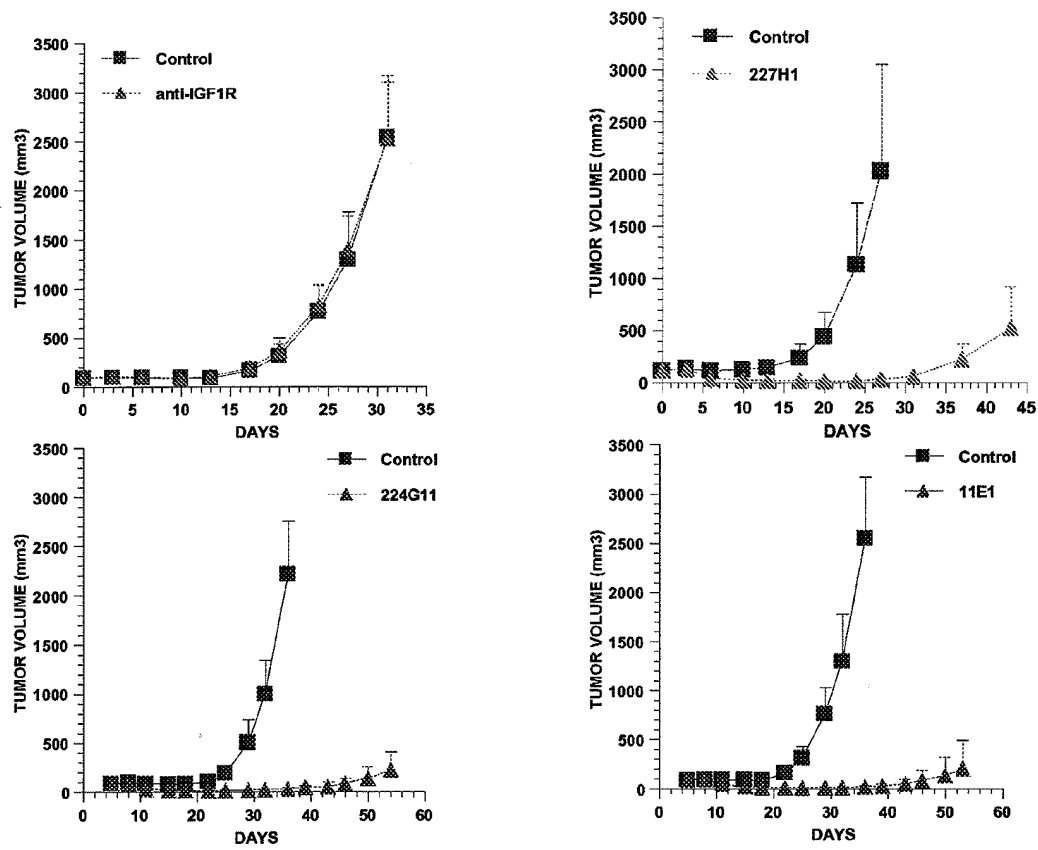 3500
3000
2500
2000
1500
1000
500
0
TUMOR VOLUME (mm3)
Control
anti-IGF1R
0 5 10 15 20 25 30 35
DAYS
3500
3000
2500
2000
1500
1000
500
0
TUMOR VOLUME (mm3)
Control
227H1
0 5 10 15 20 25 30 35 40 45
DAYS
3500
3000
2500
2000
1500
1000
500
0
TUMOR VOLUME (mm3)
Control
224G11
0 10 20 30 40 50 60
DAYS
3500
3000
2500
2000
1500
1000
500
0
TUMOR VOLUME (mm3)
Control
11E1
0 10 20 30 40 50 60
DAYS